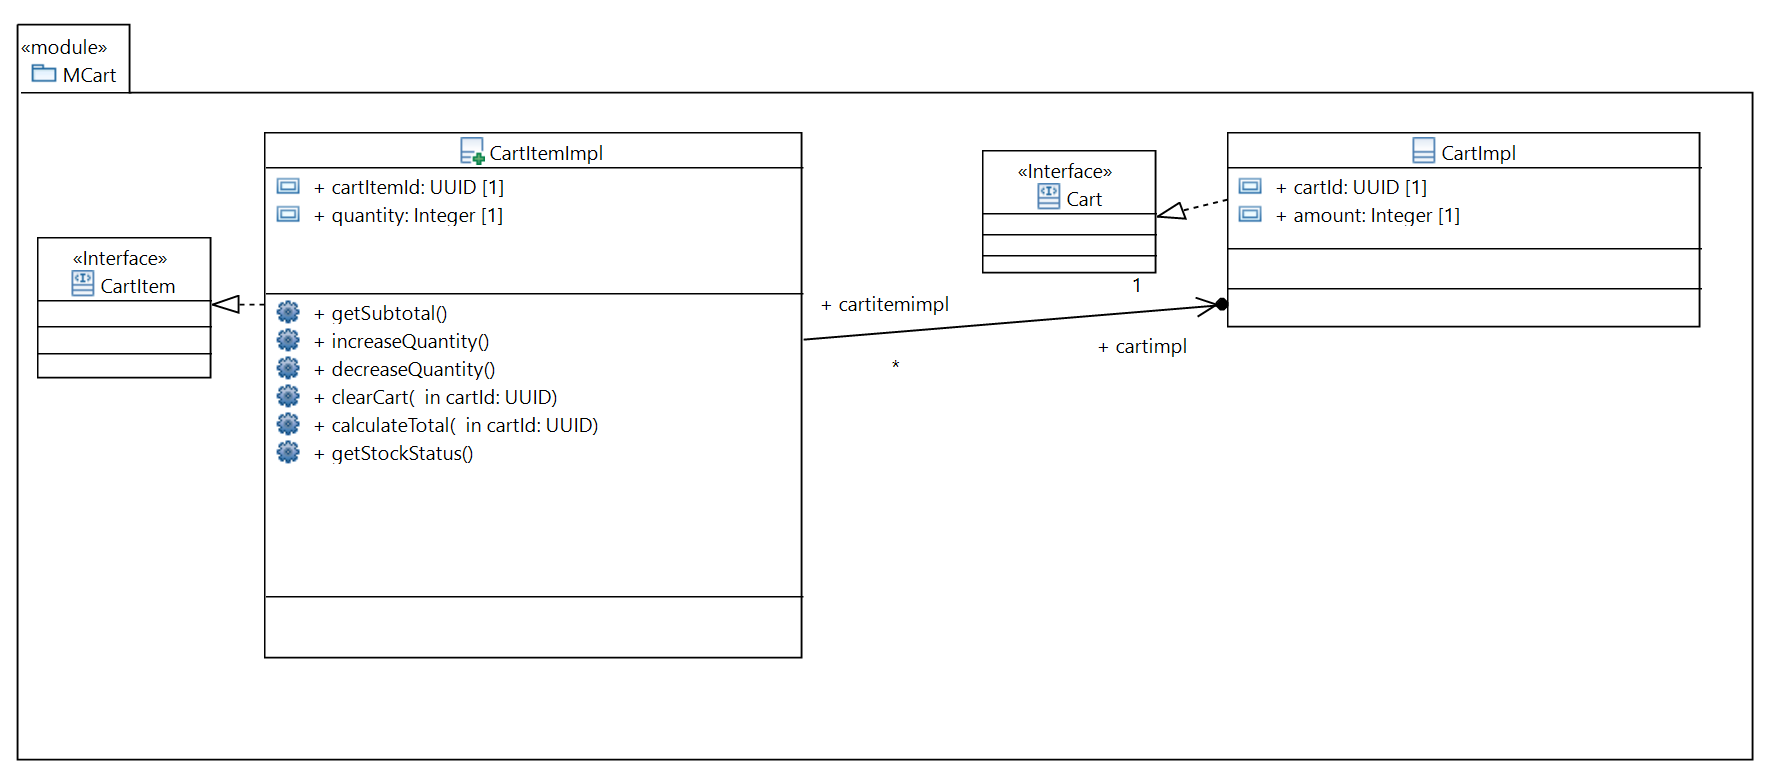 «module»
MCart
CartItemImpl
+ cartItemId: UUID [1]
+ quantity: Integer [1]
+ getSubtotal()
+ increaseQuantity()
+ decreaseQuantity()
+ clearCart(  in cartId: UUID)
+ calculateTotal(  in cartId: UUID)
+ getStockStatus()
«Interface»
CartItem
«Interface»
Cart
CartImpl
+ cartId: UUID [1]
+ amount: Integer [1]
1
+ cartitemimpl
+ cartimpl
*